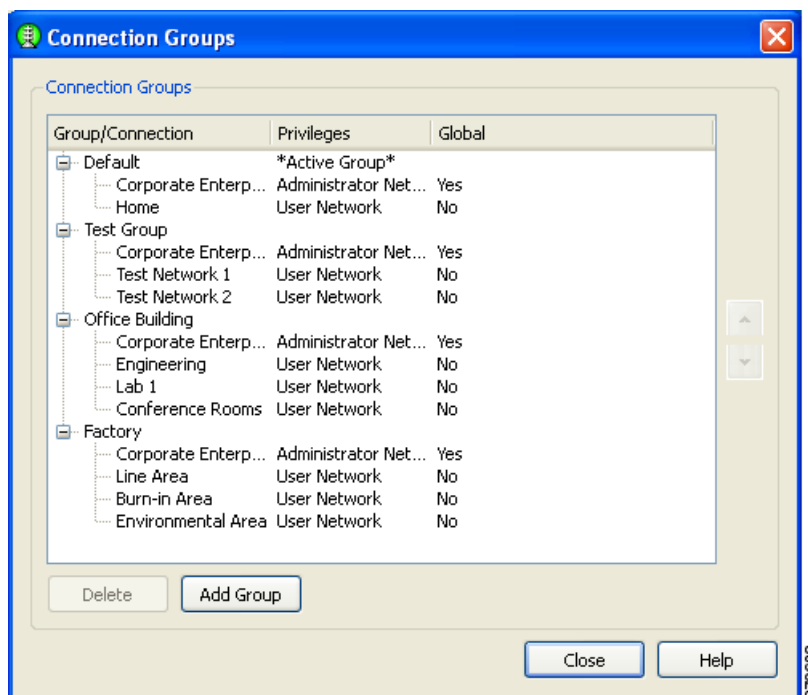 Connection Groups
Connection Groups
Group/Connection Privileges Global
Default *Active Group*
Corporate Enterp... Administrator Net... Yes
Home User Network No
Test Group
Corporate Enterp... Administrator Net... Yes
Test Network 1 User Network No
Test Network 2 User Network No
Office Building
Corporate Enterp... Administrator Net... Yes
Engineering User Network No
Lab 1 User Network No
Conference Rooms User Network No
Factory
Corporate Enterp... Administrator Net... Yes
Line Area User Network No
Burn-in Area User Network No
Environmental Area User Network No
Delete Add Group
Close Help